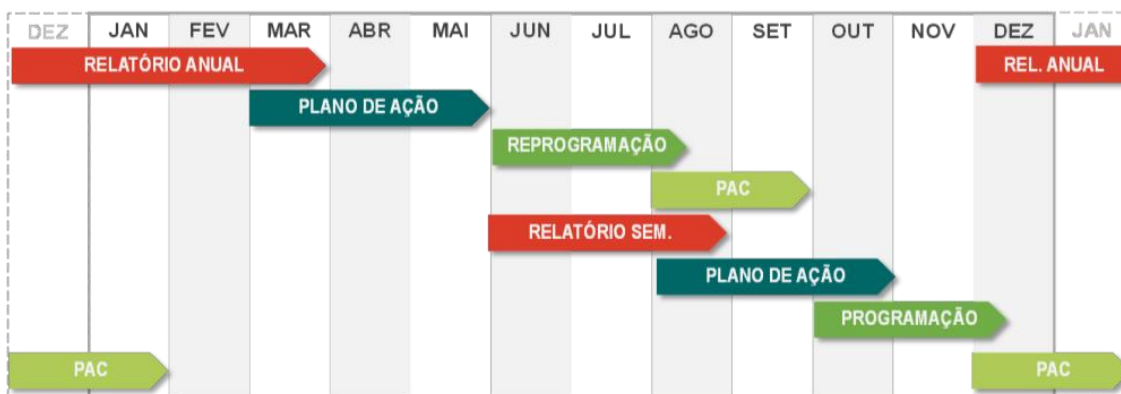 DEZ JAN FEV MAR ABR MAI JUN JUL AGO SET OUT NOV DEZ JAN
RELATÓRIO ANUAL REL. ANUAL
PLANO DE AÇÃO
REPROGRAMAÇÃO
PAC
RELATÓRIO SEM.
PLANO DE AÇÃO
PROGRAMAÇÃO
PAC PAC